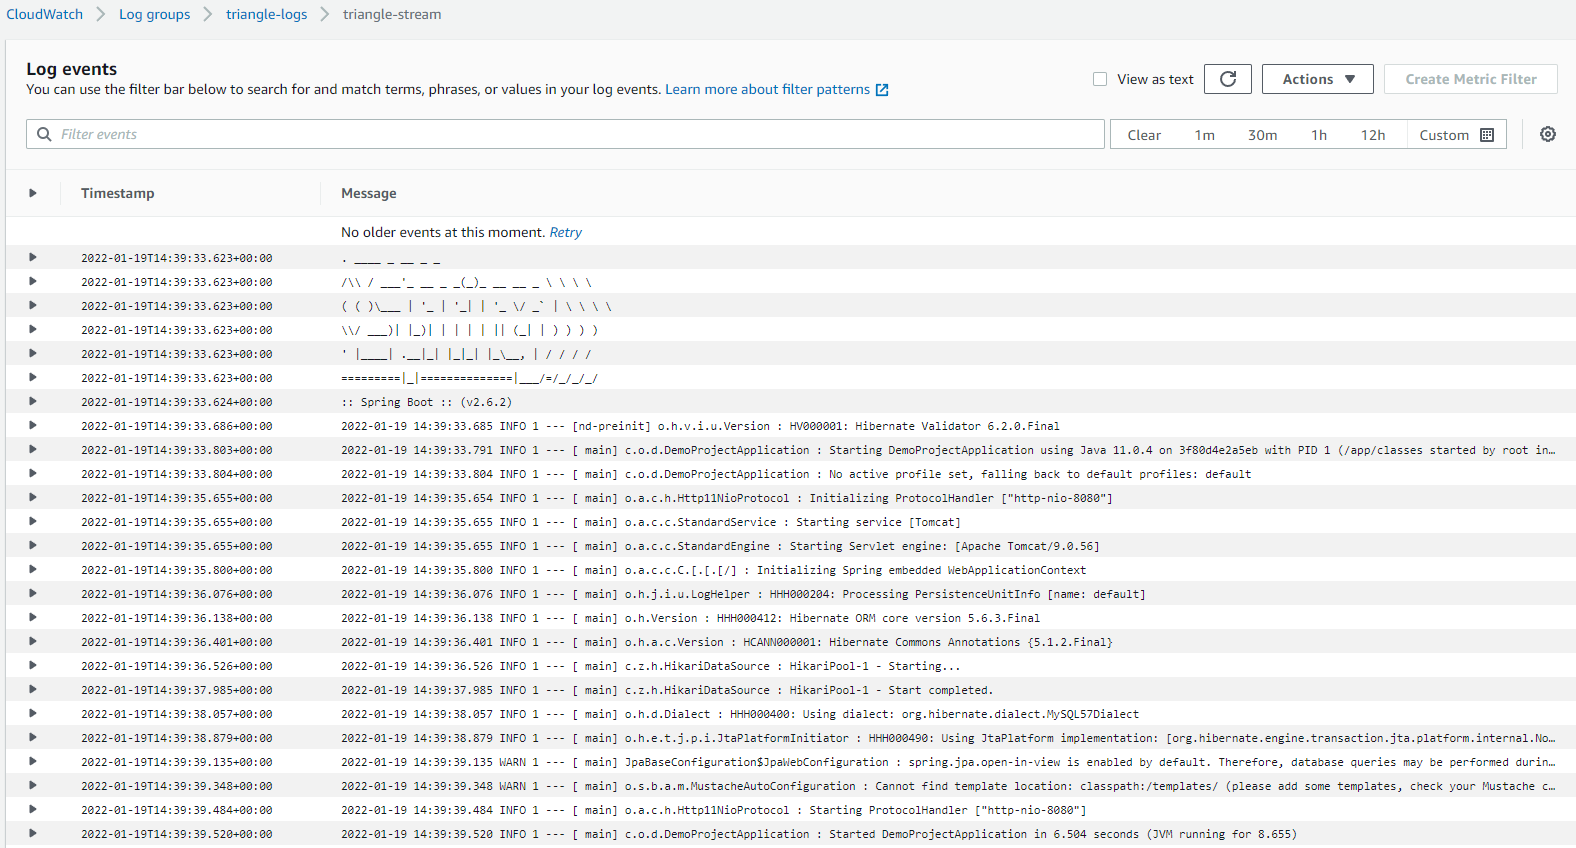 CloudWatch > Log groups > triangle-logs > triangle-stream
Log events
You can use the filter bar below to search for and match terms, phrases, or values in your log events. Learn more about filter patterns
View as text
Actions
Create Metric Filter
Filter events
Clear 1m 30m 1h 12h Custom
Timestamp Message
No older events at this moment. Retry
2022-01-19T14:39:33.623+00:00 . ____ _ __ _ _
2022-01-19T14:39:33.623+00:00 /\\ / ___'_ __ _ _(_)_ __ __ _ \ \ \ \
2022-01-19T14:39:33.623+00:00 ( ( )\___ | '_ | '_| | '_ \/ _` | \ \ \ \
2022-01-19T14:39:33.623+00:00 \\/ ___)| |_)| | | | | || (_| | ) ) ) )
2022-01-19T14:39:33.623+00:00 ' |____| .__|_| |_|_| |_\__, | / / / /
2022-01-19T14:39:33.623+00:00 =========|_|==============|___/=/_/_/_/
2022-01-19T14:39:33.624+00:00 :: Spring Boot :: (v2.6.2)
2022-01-19T14:39:33.686+00:00 2022-01-19 14:39:33.685 INFO 1 --- [nd-preinit] o.h.v.i.u.Version : HV000001: Hibernate Validator 6.2.0.Final
2022-01-19T14:39:33.803+00:00 2022-01-19 14:39:33.791 INFO 1 --- [ main] c.o.d.DemoProjectApplication : Starting DemoProjectApplication using Java 11.0.4 on 3f80d4e2a5eb with PID 1 (/app/classes started by root in…
2022-01-19T14:39:33.804+00:00 2022-01-19 14:39:33.804 INFO 1 --- [ main] c.o.d.DemoProjectApplication : No active profile set, falling back to default profiles: default
2022-01-19T14:39:35.655+00:00 2022-01-19 14:39:35.654 INFO 1 --- [ main] o.a.c.h.Http11NioProtocol : Initializing ProtocolHandler ["http-nio-8080"]
2022-01-19T14:39:35.655+00:00 2022-01-19 14:39:35.655 INFO 1 --- [ main] o.a.c.c.StandardService : Starting service [Tomcat]
2022-01-19T14:39:35.655+00:00 2022-01-19 14:39:35.655 INFO 1 --- [ main] o.a.c.c.StandardEngine : Starting Servlet engine: [Apache Tomcat/9.0.56]
2022-01-19T14:39:35.800+00:00 2022-01-19 14:39:35.800 INFO 1 --- [ main] o.a.c.c.C.[.[.[/] : Initializing Spring embedded WebApplicationContext
2022-01-19T14:39:36.076+00:00 2022-01-19 14:39:36.076 INFO 1 --- [ main] o.h.j.i.u.LogHelper : HHH000204: Processing PersistenceUnitInfo [name: default]
2022-01-19T14:39:36.138+00:00 2022-01-19 14:39:36.138 INFO 1 --- [ main] o.h.Version : HHH000412: Hibernate ORM core version 5.6.3.Final
2022-01-19T14:39:36.401+00:00 2022-01-19 14:39:36.401 INFO 1 --- [ main] o.h.a.c.Version : HCANN000001: Hibernate Commons Annotations {5.1.2.Final}
2022-01-19T14:39:36.526+00:00 2022-01-19 14:39:36.526 INFO 1 --- [ main] c.z.h.HikariDataSource : HikariPool-1 - Starting...
2022-01-19T14:39:37.985+00:00 2022-01-19 14:39:37.985 INFO 1 --- [ main] c.z.h.HikariDataSource : HikariPool-1 - Start completed.
2022-01-19T14:39:38.057+00:00 2022-01-19 14:39:38.057 INFO 1 --- [ main] o.h.d.Dialect : HHH000400: Using dialect: org.hibernate.dialect.MySQL57Dialect
2022-01-19T14:39:38.879+00:00 2022-01-19 14:39:38.879 INFO 1 --- [ main] o.h.e.t.j.p.i.JtaPlatformInitiator : HHH000490: Using JtaPlatform implementation: [org.hibernate.engine.transaction.jta.platform.internal.No…
2022-01-19T14:39:39.135+00:00 2022-01-19 14:39:39.135 WARN 1 --- [ main] JpaBaseConfiguration$JpaWebConfiguration : spring.jpa.open-in-view is enabled by default. Therefore, database queries may be performed durin…
2022-01-19T14:39:39.348+00:00 2022-01-19 14:39:39.348 WARN 1 --- [ main] o.s.b.a.m.MustacheAutoConfiguration : Cannot find template location: classpath:/templates/ (please add some templates, check your Mustache c…
2022-01-19T14:39:39.484+00:00 2022-01-19 14:39:39.484 INFO 1 --- [ main] o.a.c.h.Http11NioProtocol : Starting ProtocolHandler ["http-nio-8080"]
2022-01-19T14:39:39.520+00:00 2022-01-19 14:39:39.520 INFO 1 --- [ main] c.o.d.DemoProjectApplication : Started DemoProjectApplication in 6.504 seconds (JVM running for 8.655)